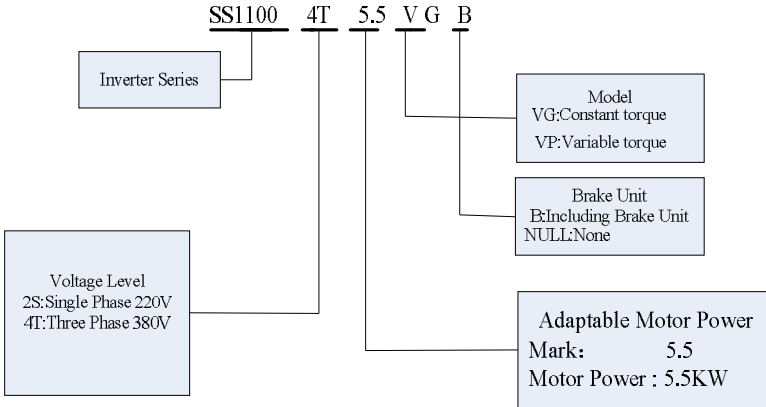 SS1100 4T 5.5 V G B
Inverter Series
Model
VG:Constant torque
VP:Variable torque
Brake Unit
B:Including Brake Unit
NULL:None
Voltage Level
2S:Single Phase 220V
4T:Three Phase 380V
Adaptable Motor Power
Mark: 5.5
Motor Power : 5.5KW